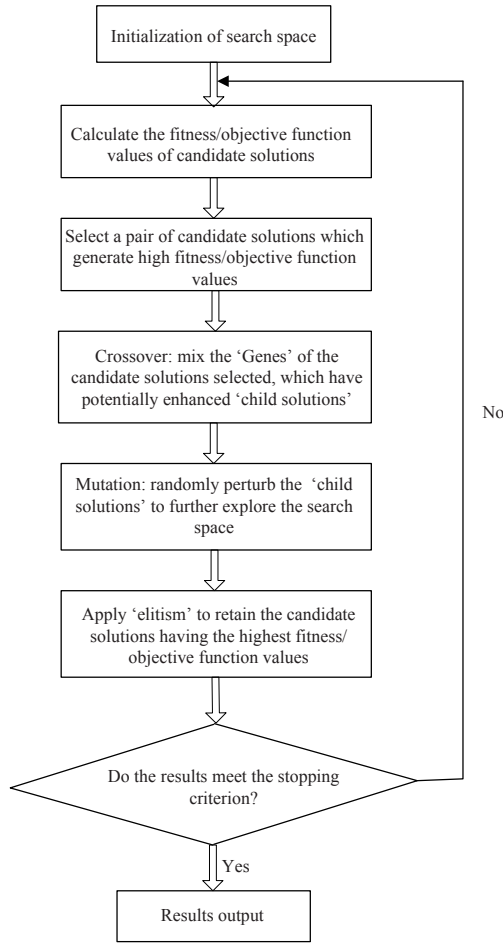 Initialization of search space
Calculate the fitness/objective function
values of candidate solutions
Select a pair of candidate solutions which
generate high fitness/objective function
values
Crossover: mix the ‘Genes’ of the
candidate solutions selected, which have
potentially enhanced ‘child solutions’
No
Mutation: randomly perturb the ‘child
solutions’ to further explore the search
space
Apply ‘elitism’ to retain the candidate
solutions having the highest fitness/
objective function values
Do the results meet the stopping
criterion?
Yes
Results output